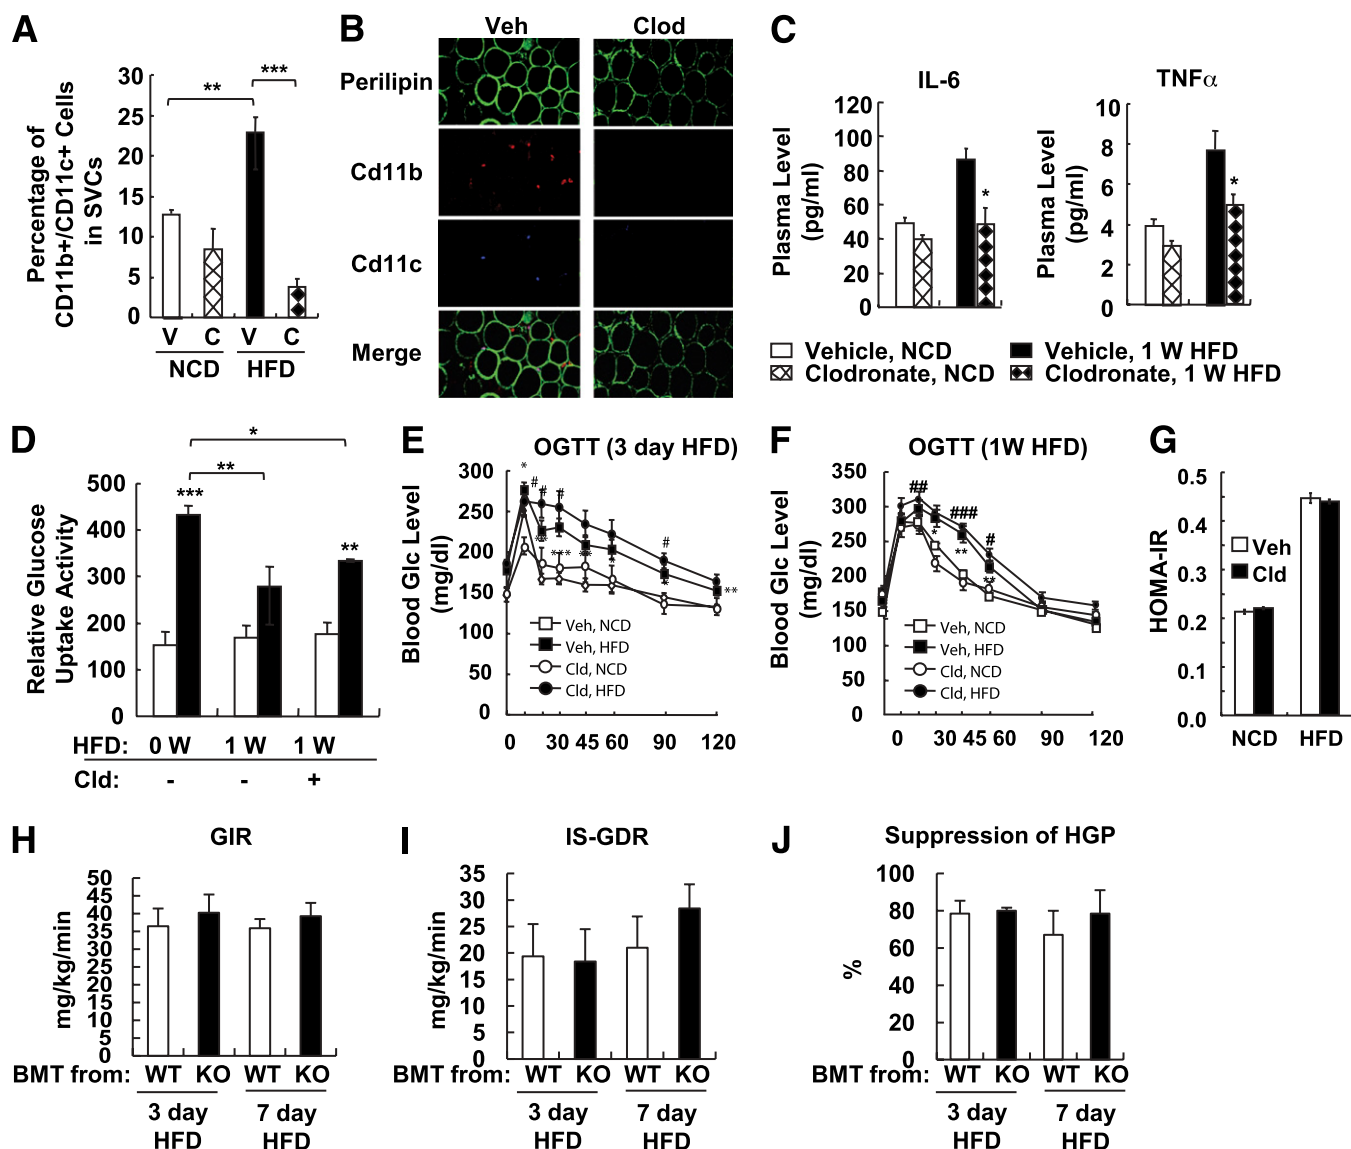 A
Percentage of
CD11b+/CD11c+ Cells
in SVCs
30
25
20
15
10
5
0
**
***
V C V C
NCD HFD
B
Veh Clod
Perilipin
Cd11b
Cd11c
Merge
C
IL-6
Plasma Level
(pg/ml)
120
100
80
60
40
20
0
*
TNFα
Plasma Level
(pg/ml)
10
8
6
4
2
0
*
Vehicle, NCD
Vehicle, 1 W HFD
Clodronate, NCD
Clodronate, 1 W HFD
D
Relative Glucose
Uptake Activity
500
400
300
200
100
0
*
**
***
**
HFD: 0 W 1 W 1 W
Cld: - - +
E
OGTT (3 day HFD)
Blood Glc Level
(mg/dl)
300
250
200
150
100
50
0
* # # #
** *** ** *
#
*
**
Veh, NCD
Veh, HFD
Cld, NCD
Cld, HFD
0 30 45 60 90 120
F
OGTT (1W HFD)
Blood Glc Level
(mg/dl)
350
300
250
200
150
100
50
0
## ### #
* ** **
Veh, NCD
Veh, HFD
Cld, NCD
Cld, HFD
0 30 45 60 90 120
G
HOMA-IR
0.5
0.4
0.3
0.2
0.1
0.0
Veh
Cld
NCD HFD
H
GIR
mg/kg/min
50
45
40
35
30
25
20
15
10
5
0
BMT from: WT KO WT KO
3 day 7 day
HFD HFD
I
IS-GDR
mg/kg/min
35
30
25
20
15
10
5
0
BMT from: WT KO WT KO
3 day 7 day
HFD HFD
J
Suppression of HGP
%
100
80
60
40
20
0
BMT from: WT KO WT KO
3 day 7 day
HFD HFD